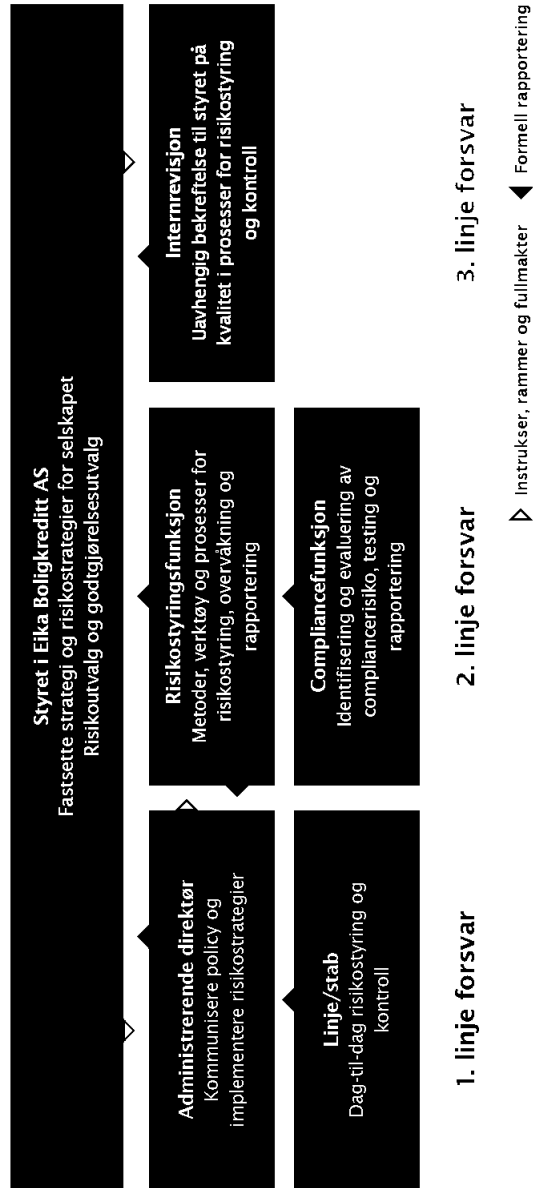 Styret i Eika Boligkreditt AS
Fastsette strategi og risikostrategier for selskapet
Risikoutvalg og godtgjørelsesutvalg
Administrerende direktør
Kommunisere policy og
implementere risikostrategier
Risikostyringsfunksjon
Metoder, verktøy og prosesser for
risikostyring, overvåkning og
rapportering
Internrevisjon
Uavhengig bekreftelse til styret på
kvalitet i prosesser for risikostyring
og kontroll
Linje/stab
Dag-til-dag risikostyring og
kontroll
Compliancefunksjon
Identifisering og evaluering av
compliancerisiko, testing og
rapportering
1. linje forsvar
2. linje forsvar
3. linje forsvar
Instrukser, rammer og fullmakter
Formell rapportering